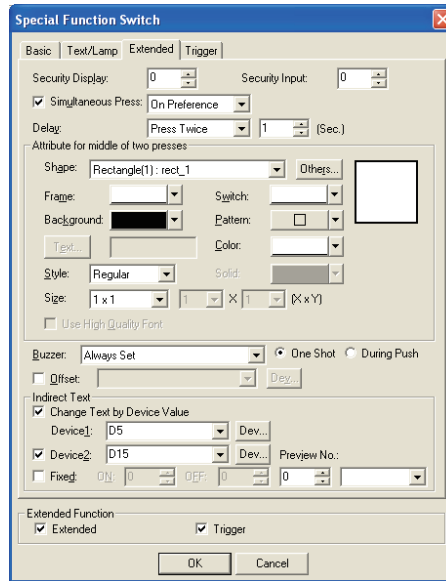 Special Function Switch
Basic Text/Lamp Extended Trigger
Security Display: 0 Security Input: 0
Simultaneous Press: On Preference
Delay: Press Twice 1 (Sec.)
Attribute for middle of two presses
Shape: Rectangle(1) : rect_1 Others...
Frame: Switch:
Background: Pattern:
Text... Color:
Style: Regular Solid:
Size: 1 x 1 1 X 1 (X x Y)
Use High Quality Font
Buzzer: Always Set One Shot During Push
Offset: Dev...
Indirect Text
Change Text by Device Value
Device1: D5 Dev...
Device2: D15 Dev... Preview No.:
Fixed: ON: 0 OFF: 0 0
Extended Function
Extended Trigger
OK Cancel